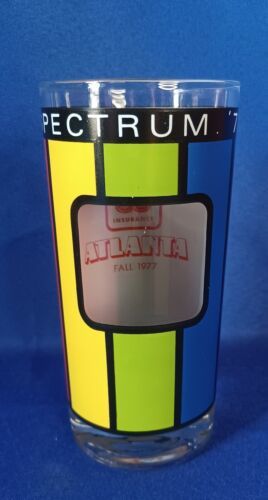 PECTRUM '7
INSURANCE
ATLANTA
FALL 1977